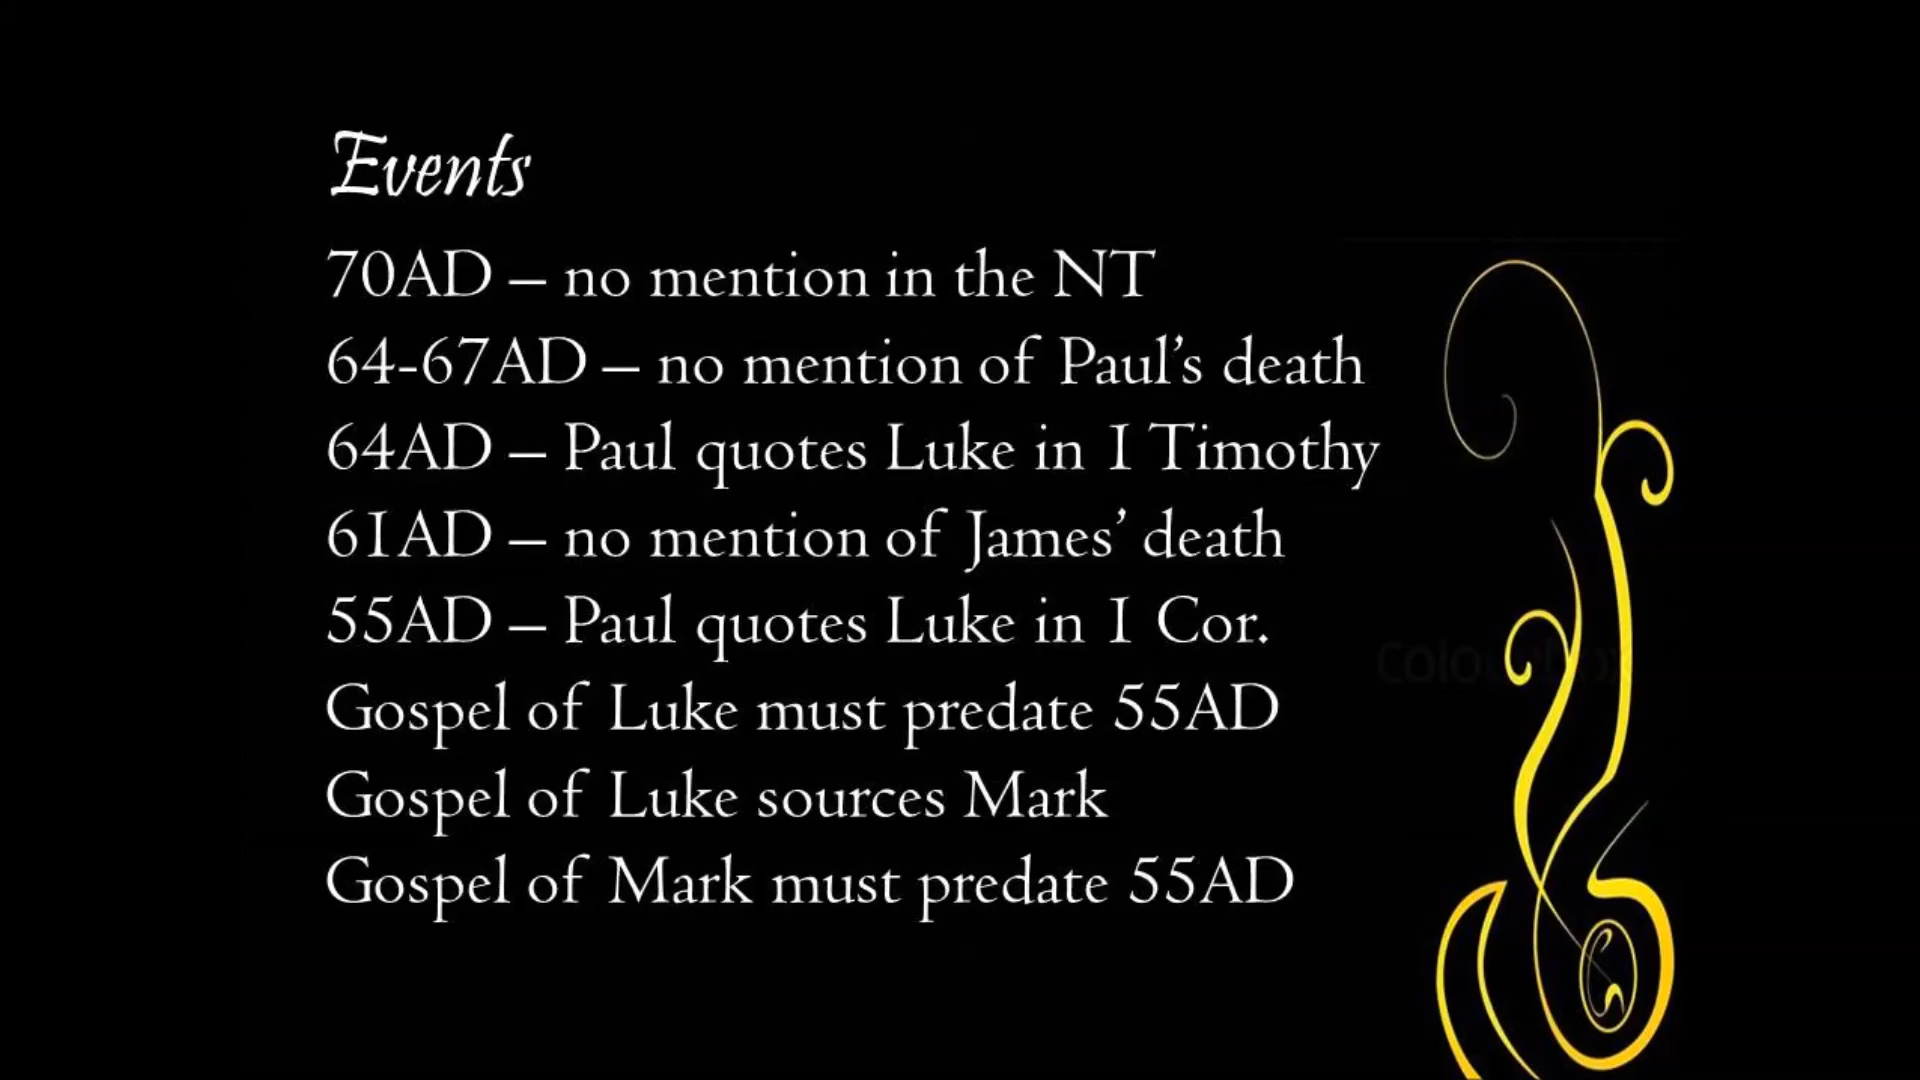 Events
70AD – no mention in the NT
64-67AD – no mention of Paul’s death
64AD – Paul quotes Luke in I Timothy
61AD – no mention of James’ death
55AD – Paul quotes Luke in I Cor.
Gospel of Luke must predate 55AD
Gospel of Luke sources Mark
Gospel of Mark must predate 55AD